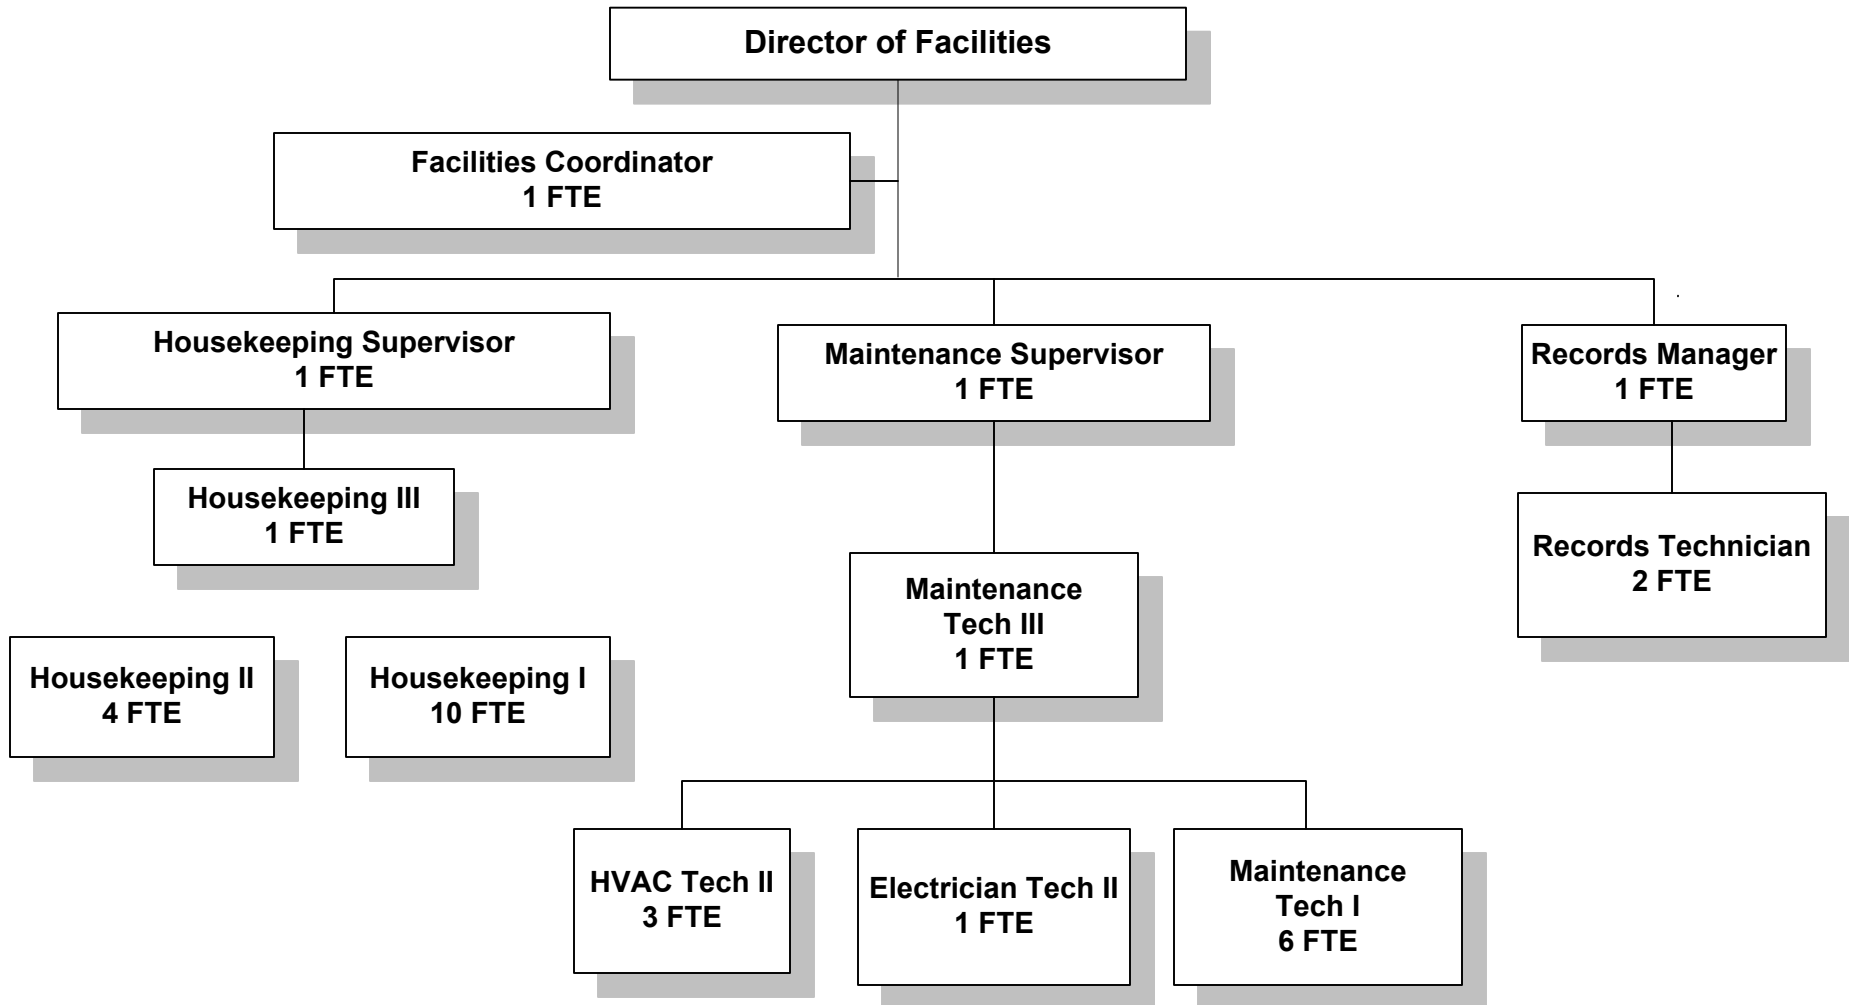 Director of Facilities
Facilities Coordinator
1 FTE
Housekeeping Supervisor
1 FTE
Maintenance Supervisor
1 FTE
Records Manager
1 FTE
Housekeeping III
1 FTE
Records Technician
2 FTE
Maintenance
Tech III
1 FTE
Housekeeping II
4 FTE
Housekeeping I
10 FTE
HVAC Tech II
3 FTE
Electrician Tech II
1 FTE
Maintenance
Tech I
6 FTE